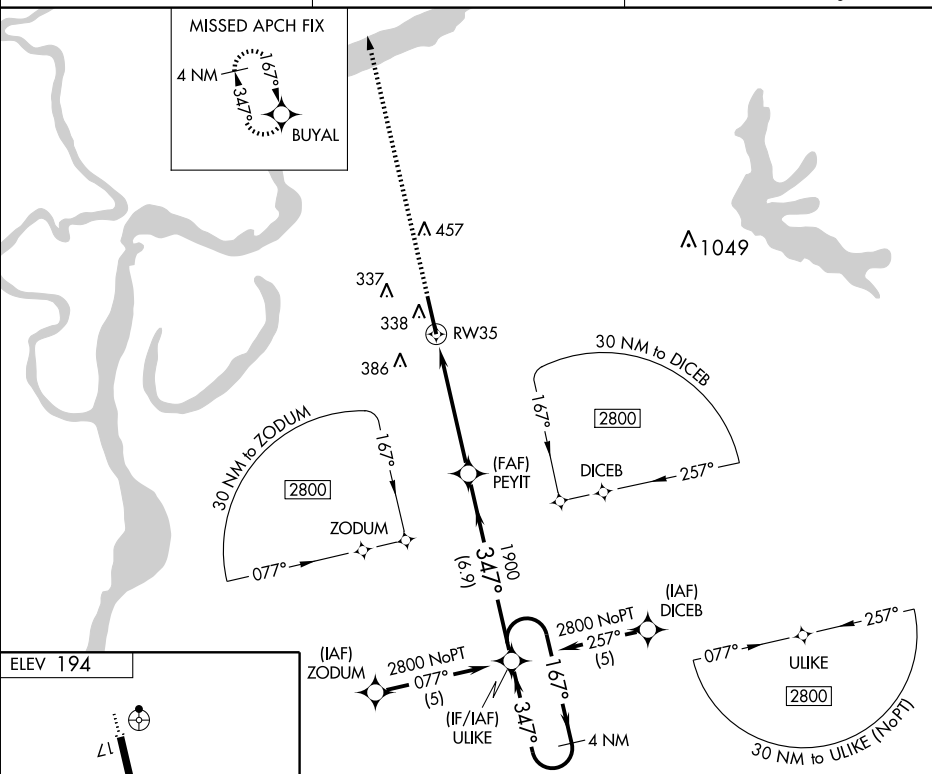 MISSED APCH FIX
4 NM
167°
347°
BUYAL
457
1049
337
338
RW35
386
30 NM to DICEB
167°
2800
DICEB
257°
30 NM to ZODUM
167°
2800
ZODUM
077°
(FAF)
PEYIT
1900
347°
(6.9)
(IAF)
DICEB
2800 NoPT
257°
(5)
(IAF)
ZODUM
2800 NoPT
077°
(5)
(IF/IAF)
ULIKE
347°
167°
4 NM
077°
257°
ULIKE
2800
30 NM to ULIKE (NoPT)
ELEV 194
17